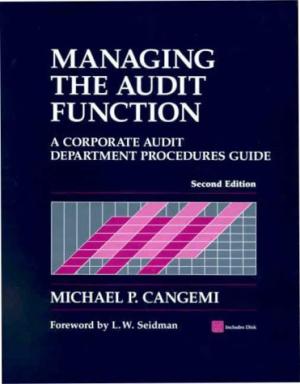 MANAGING
THE AUDIT
FUNCTION
A CORPORATE AUDIT
DEPARTMENT PROCEDURES GUIDE
Second Edition
MICHAEL P. CANGEMI
Foreword by L. W. Seidman
Includes Disk